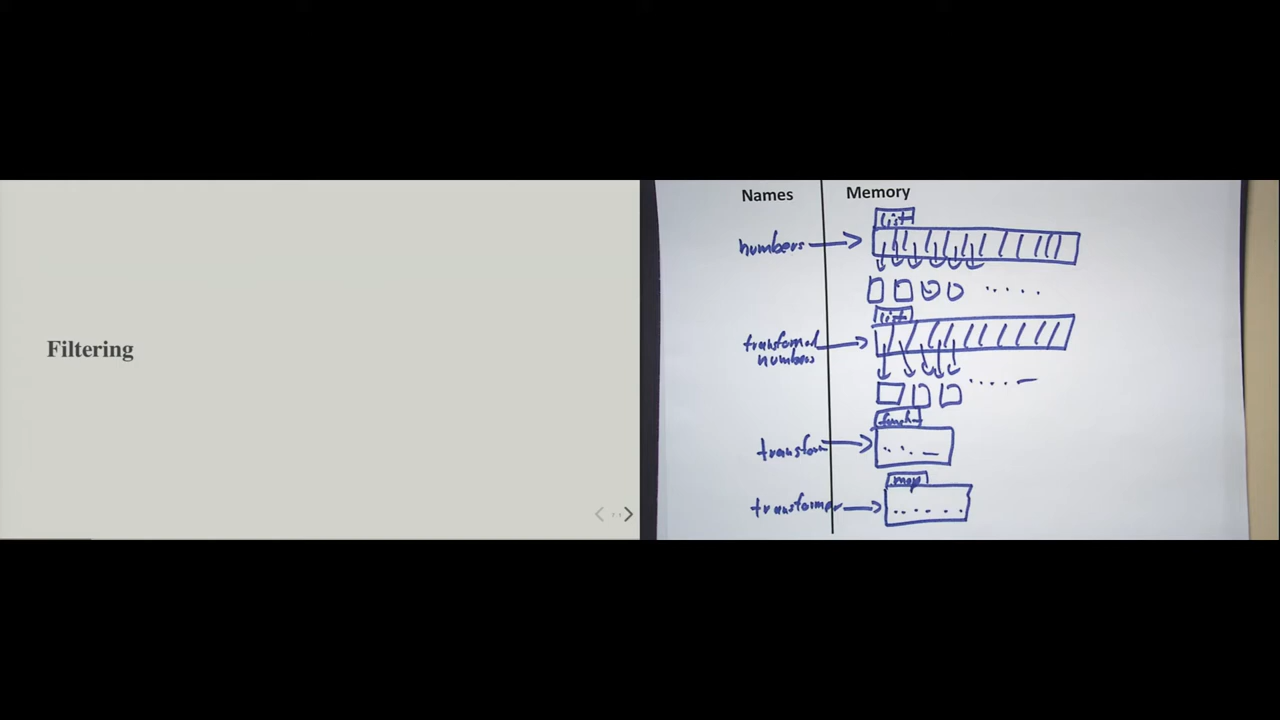 Filtering
Names
Memory
list
numbers
list
transformed
numbers
transform
map
transformer